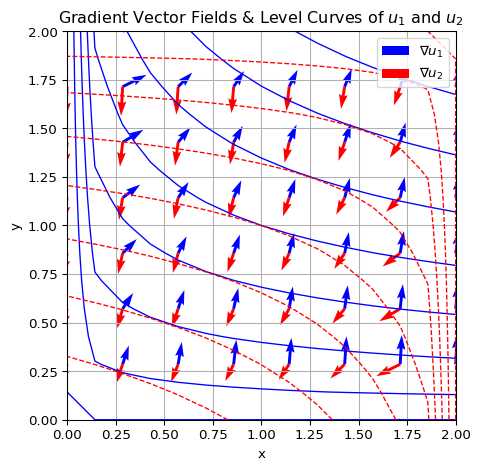 Gradient Vector Fields & Level Curves of u₁ and u₂
∇u₁
∇u₂
2.00
1.75
1.50
1.25
1.00
0.75
0.50
0.25
0.00
y
0.00 0.25 0.50 0.75 1.00 1.25 1.50 1.75 2.00
x